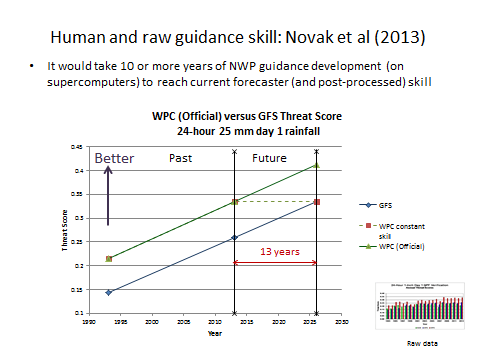 Human and raw guidance skill: Novak et al (2013)
• It would take 10 or more years of NWP guidance development (on
supercomputers) to reach current forecaster (and post-processed) skill
WPC (Official) versus GFS Threat Score
24-hour 25 mm day 1 rainfall
0.45
0.4
0.35
0.3
0.25
0.2
0.15
0.1
Threat Score
Better
Past
Future
13 years
1990
1995
2000
2005
2010
2015
2020
2025
2030
Year
GFS
WPC constant
skill
WPC (Official)
Raw data